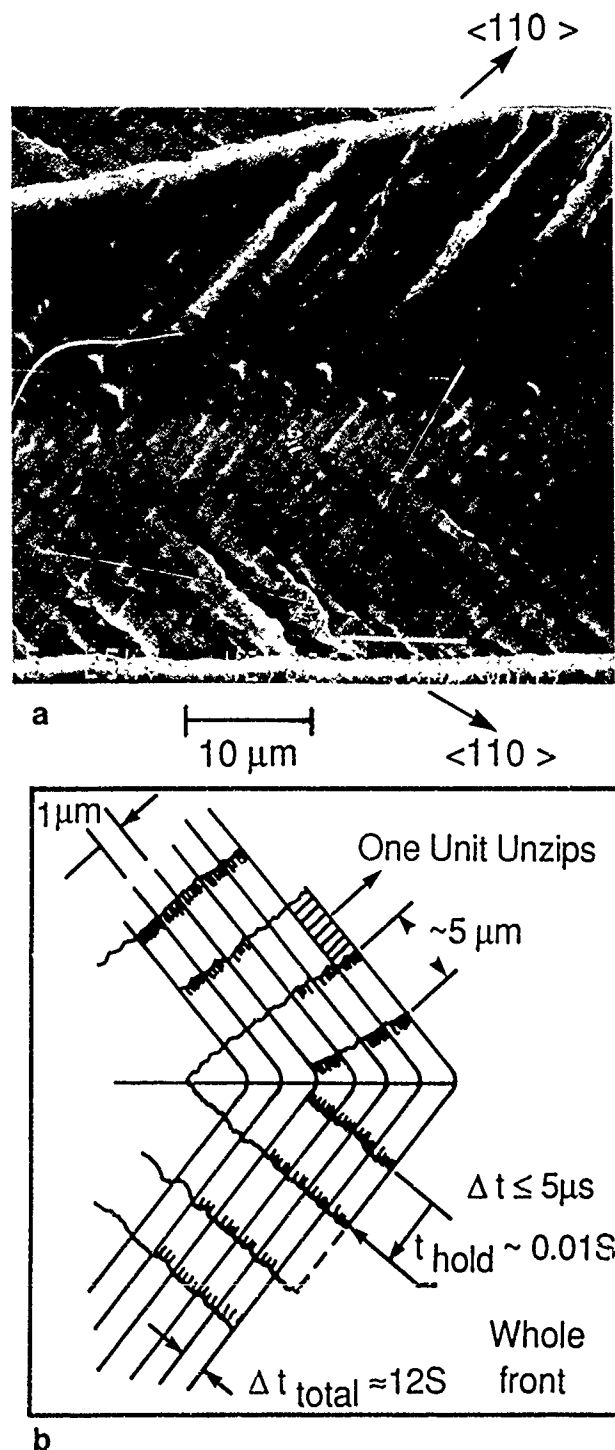 <110 >
a
10 μm
<110 >
1μm
One Unit Unzips
~5 μm
Δ t ≤ 5μs
t hold ~ 0.01S
Whole
front
Δ t total ≈12S
b